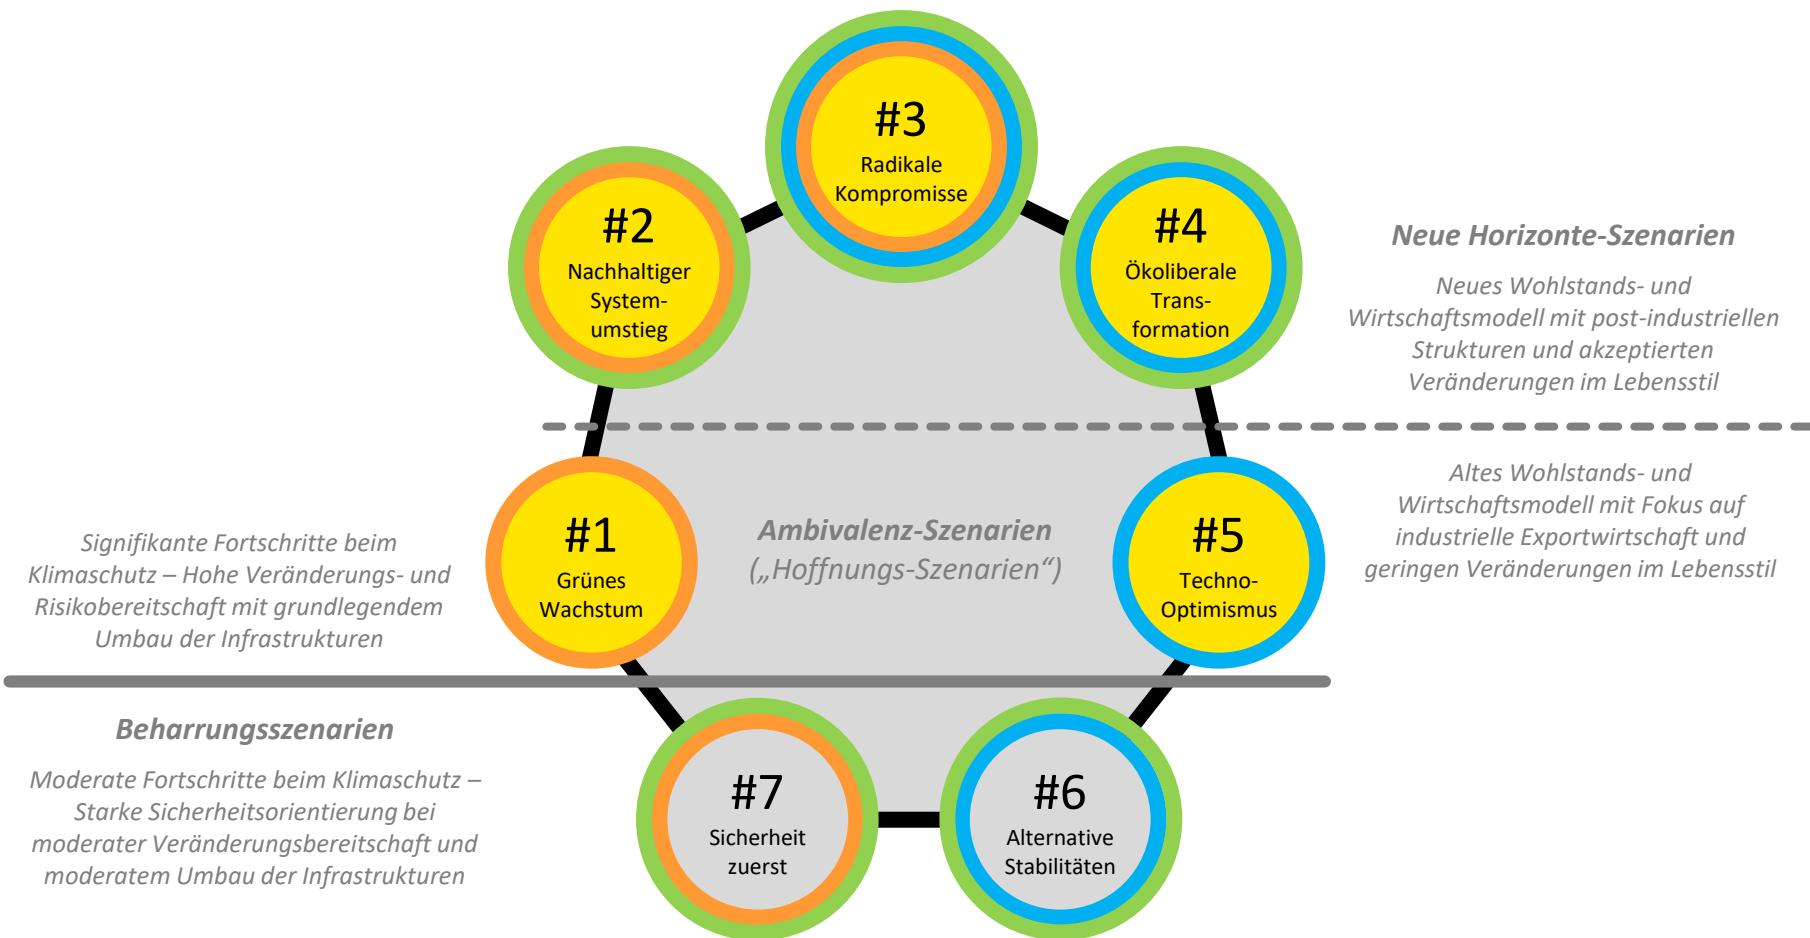 #3
Radikale
Kompromisse
#2
Nachhaltiger
System-
umstieg
#4
Ökoliberale
Trans-
formation
Neue Horizonte-Szenarien
Neues Wohlstands- und
Wirtschaftsmodell mit post-industriellen
Strukturen und akzeptierten
Veränderungen im Lebensstil
Altes Wohlstands- und
Wirtschaftsmodell mit Fokus auf
industrielle Exportwirtschaft und
geringen Veränderungen im Lebensstil
Signifikante Fortschritte beim
Klimaschutz – Hohe Veränderungs- und
Risikobereitschaft mit grundlegendem
Umbau der Infrastrukturen
#1
Grünes
Wachstum
Ambivalenz-Szenarien
(„Hoffnungs-Szenarien“)
#5
Techno-
Optimismus
Beharrungsszenarien
Moderate Fortschritte beim Klimaschutz –
Starke Sicherheitsorientierung bei
moderater Veränderungsbereitschaft und
moderatem Umbau der Infrastrukturen
#7
Sicherheit
zuerst
#6
Alternative
Stabilitäten